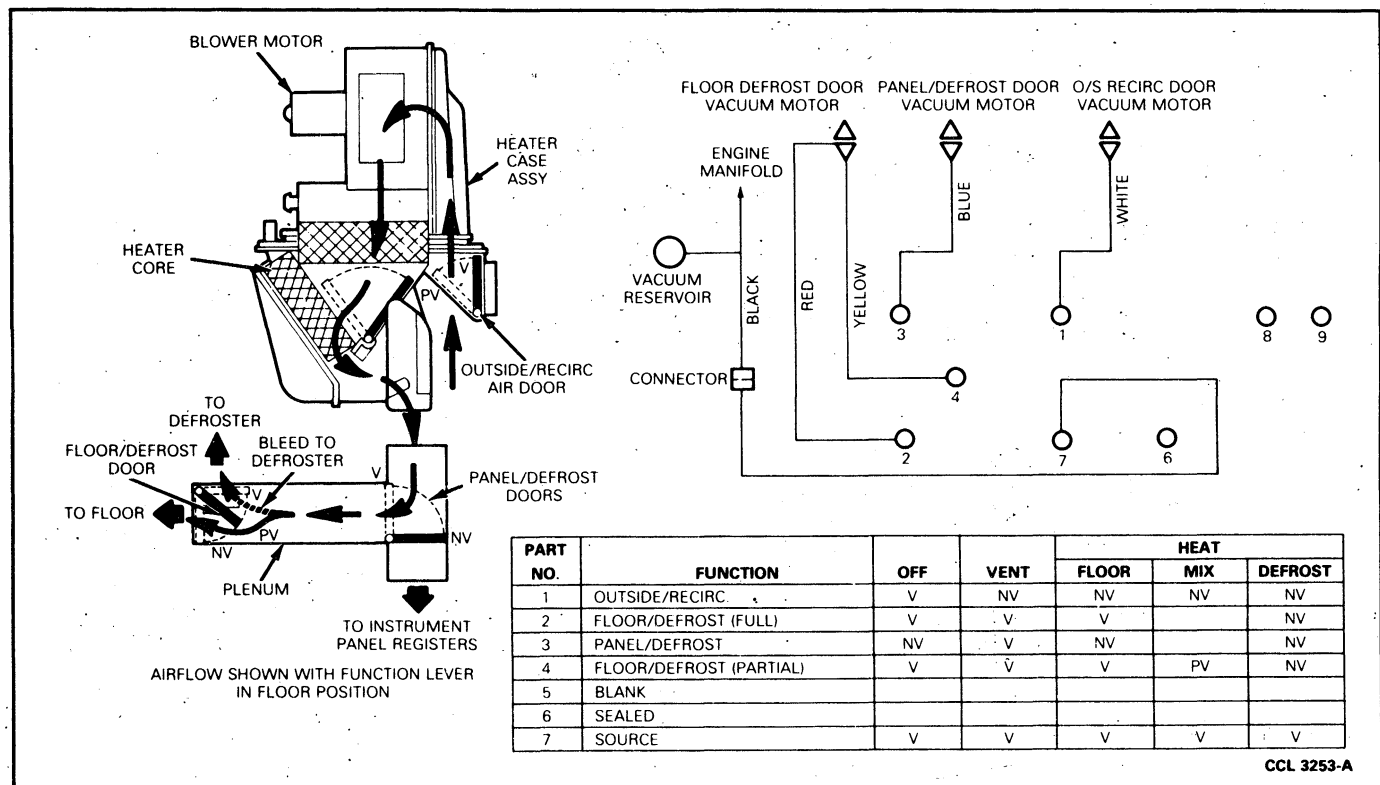 BLOWER MOTOR
HEATER
CASE
ASSY
HEATER
CORE
V
PV
OUTSIDE/RECIRC
AIR DOOR
TO
DEFROSTER
FLOOR/DEFROST
DOOR
BLEED TO
DEFROSTER
V
V
PANEL/DEFROST
DOORS
TO FLOOR
PV
NV
NV
PLENUM
TO INSTRUMENT
PANEL REGISTERS
AIRFLOW SHOWN WITH FUNCTION LEVER
IN FLOOR POSITION
FLOOR DEFROST DOOR
VACUUM MOTOR
PANEL/DEFROST DOOR
VACUUM MOTOR
O/S RECIRC DOOR
VACUUM MOTOR
ENGINE
MANIFOLD
BLUE
WHITE
VACUUM
RESERVOIR
BLACK
RED
YELLOW
3
1
8
9
CONNECTOR
4
2
7
6
HEAT
PART
NO. FUNCTION OFF VENT FLOOR MIX DEFROST
1 OUTSIDE/RECIRC. V NV NV NV NV
2 FLOOR/DEFROST (FULL) V V V NV
3 PANEL/DEFROST NV V NV NV
4 FLOOR/DEFROST (PARTIAL) V V V PV NV
5 BLANK
6 SEALED
7 SOURCE V V V V V
CCL 3253-A